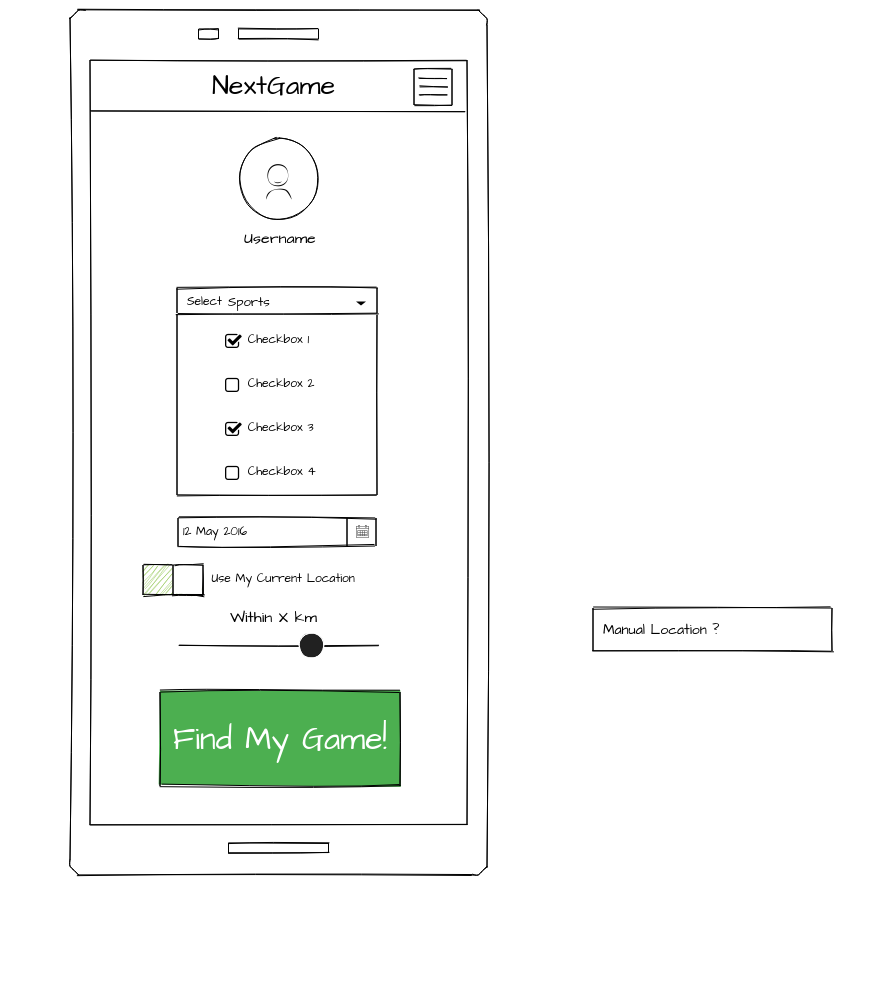 NextGame
Username
Select Sports
Checkbox 1
Checkbox 2
Checkbox 3
Checkbox 4
12 May 2016
Use My Current Location
Within X km
Manual Location ?
Find My Game!